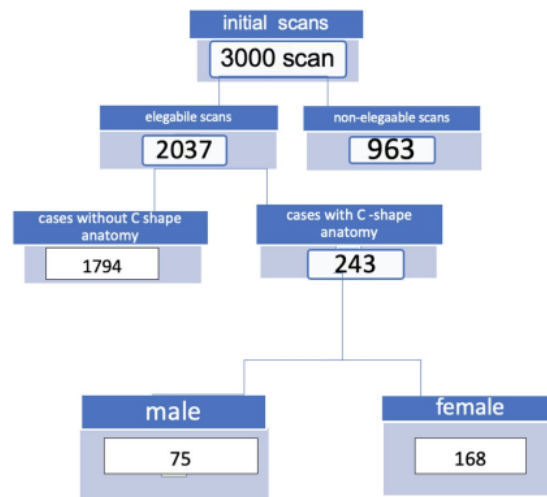 initial scans
3000 scan
elegabile scans
non-elegaable scans
2037
963
cases without C shape
anatomy
cases with C -shape
anatomy
1794
243
male
female
75
168